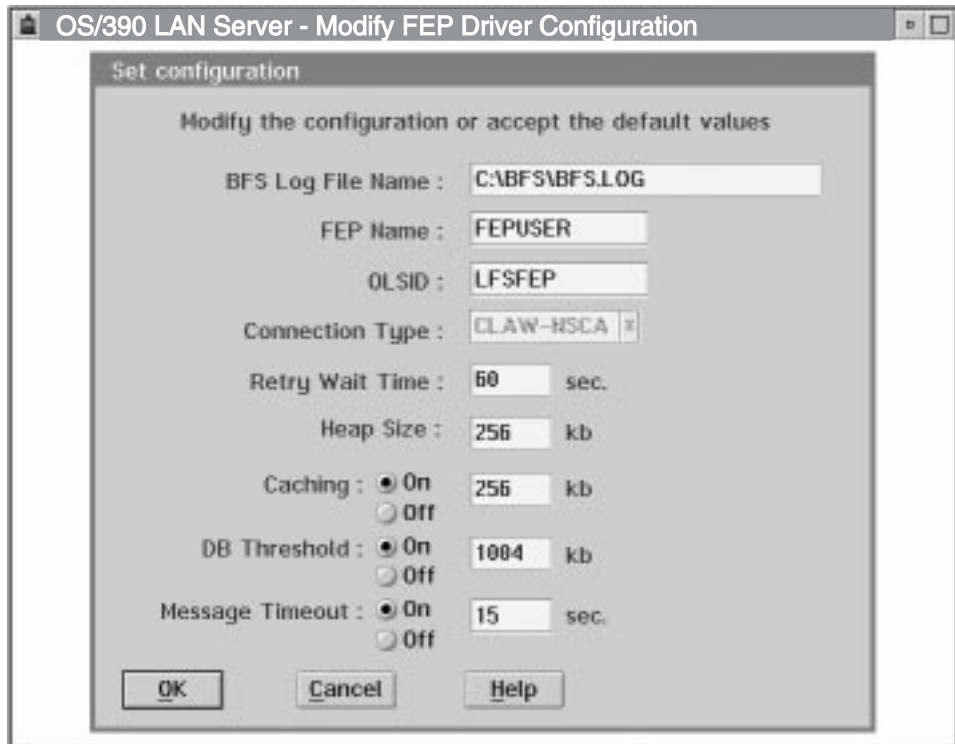 OS/390 LAN Server - Modify FEP Driver Configuration
Set configuration
Modify the configuration or accept the default values
BFS Log File Name : C:\BFS\BFS.LOG
FEP Name : FEPUSER
OLSID : LFSFEP
Connection Type : CLAW-HSCA
Retry Wait Time : 60 sec.
Heap Size : 256 kb
Caching : On 256 kb
Off
DB Threshold : On 1004 kb
Off
Message Timeout : On 15 sec.
Off
OK Cancel Help